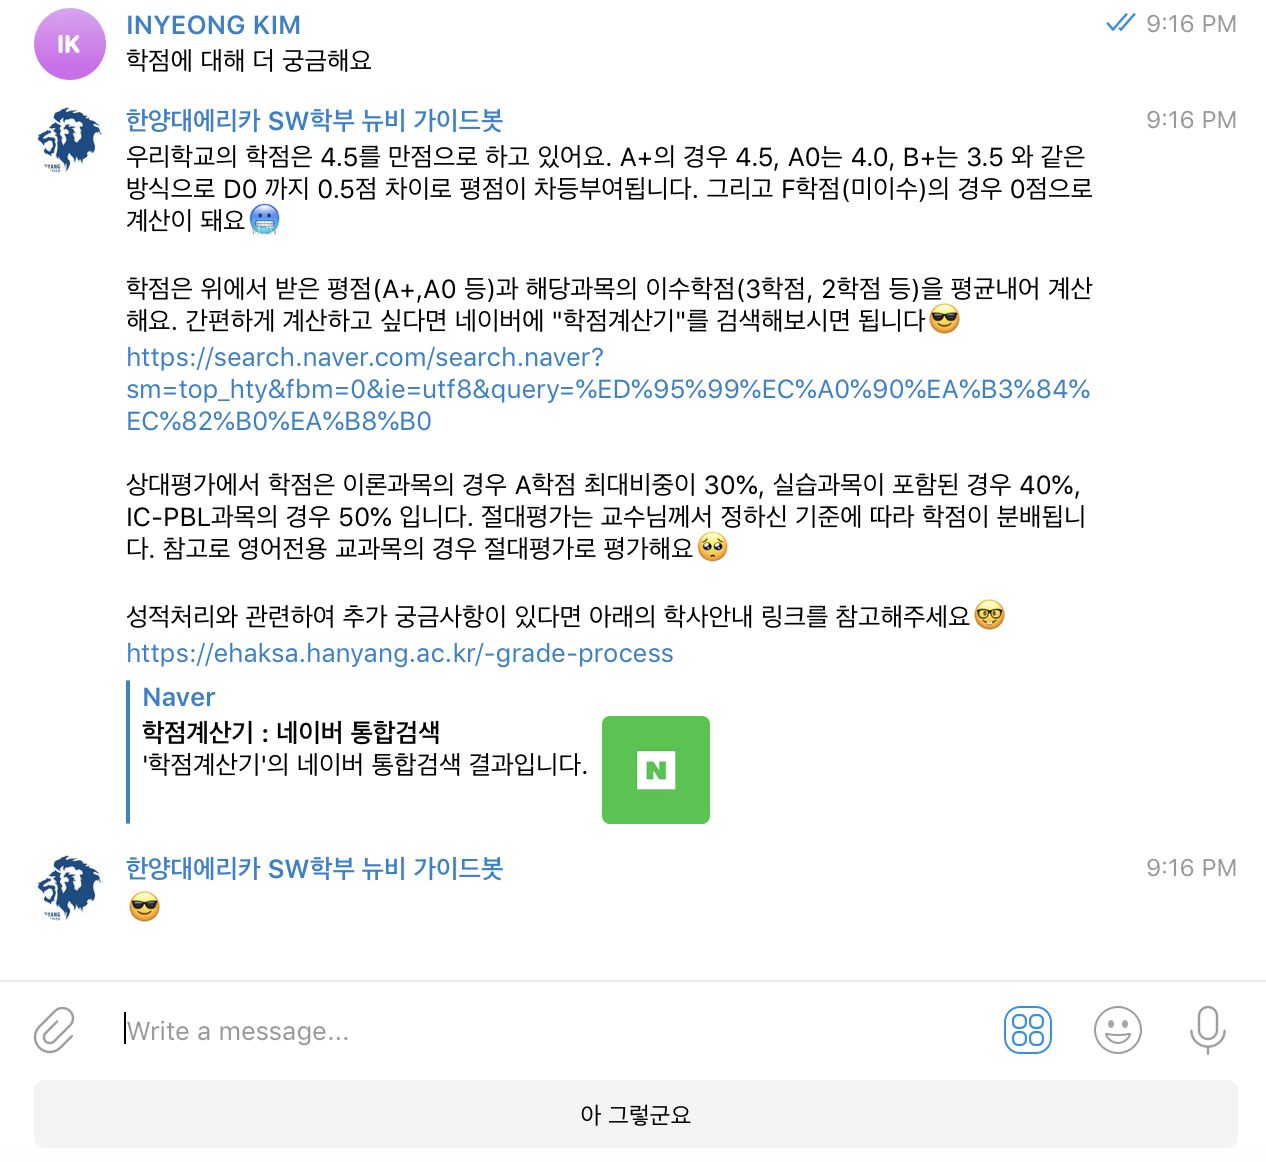 IK
INYEONG KIM
9:16 PM
학점에 대해 더 궁금해요
한양대에리카 SW학부 뉴비 가이드봇
9:16 PM
우리학교의 학점은 4.5를 만점으로 하고 있어요. A+의 경우 4.5, A0는 4.0, B+는 3.5 와 같은
방식으로 D0 까지 0.5점 차이로 평점이 차등부여됩니다. 그리고 F학점(미이수)의 경우 0점으로
계산이 돼요🥶
학점은 위에서 받은 평점(A+,A0 등)과 해당과목의 이수학점(3학점, 2학점 등)을 평균내어 계산
해요. 간편하게 계산하고 싶다면 네이버에 "학점계산기"를 검색해보시면 됩니다😎
https://search.naver.com/search.naver?
sm=top_hty&fbm=0&ie=utf8&query=%ED%95%99%EC%A0%90%EA%B3%84%
EC%82%B0%EA%B8%B0
상대평가에서 학점은 이론과목의 경우 A학점 최대비중이 30%, 실습과목이 포함된 경우 40%,
IC-PBL과목의 경우 50% 입니다. 절대평가는 교수님께서 정하신 기준에 따라 학점이 분배됩니
다. 참고로 영어전용 교과목의 경우 절대평가로 평가해요🥺
성적처리와 관련하여 추가 궁금사항이 있다면 아래의 학사안내 링크를 참고해주세요🤓
https://ehaksa.hanyang.ac.kr/-grade-process
Naver
학점계산기 : 네이버 통합검색
'학점계산기'의 네이버 통합검색 결과입니다.
N
한양대에리카 SW학부 뉴비 가이드봇
9:16 PM
😎
Write a message...
아 그렇군요